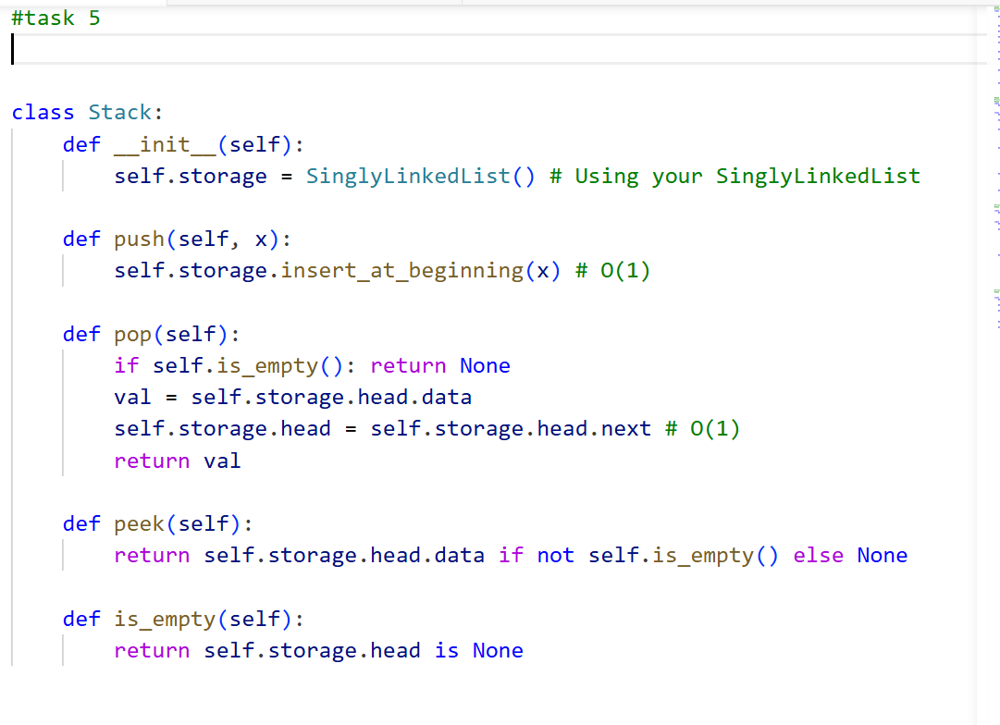 #task 5
class Stack:
    def __init__(self):
        self.storage = SinglyLinkedList() # Using your SinglyLinkedList
    def push(self, x):
        self.storage.insert_at_beginning(x) # O(1)
    def pop(self):
        if self.is_empty(): return None
        val = self.storage.head.data
        self.storage.head = self.storage.head.next # O(1)
        return val
    def peek(self):
        return self.storage.head.data if not self.is_empty() else None
    def is_empty(self):
        return self.storage.head is None